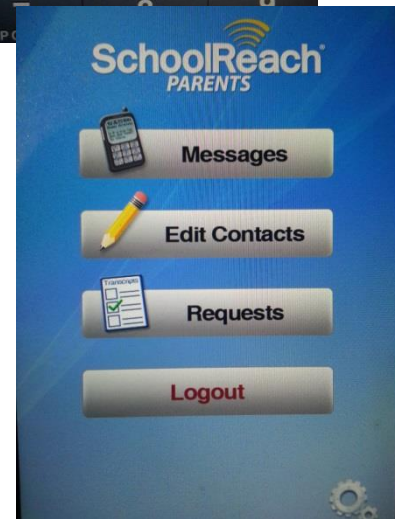 SchoolReach
PARENTS
Messages
Edit Contacts
Transcripts
Requests
Logout